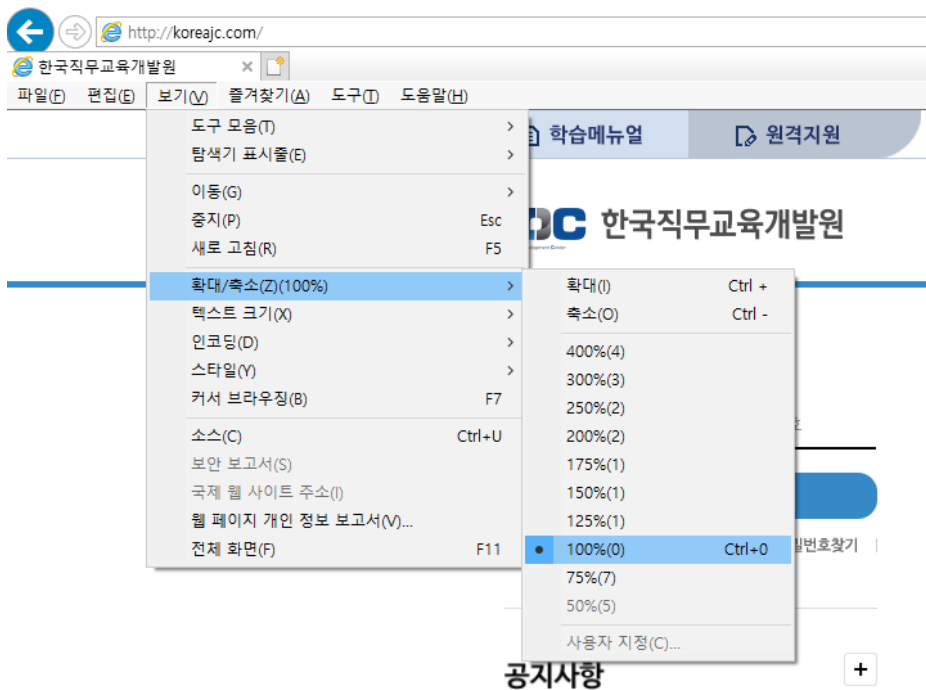 http://koreajc.com/
한국직무교육개발원
파일(F) 편집(E) 보기(V) 즐겨찾기(A) 도구(T) 도움말(H)
학습메뉴얼 원격지원
한국직무교육개발원
도구 모음(T)
탐색기 표시줄(E)
이동(G)
중지(P) Esc
새로 고침(R) F5
확대/축소(Z)(100%)
텍스트 크기(X)
인코딩(D)
스타일(Y)
커서 브라우징(B) F7
소스(C) Ctrl+U
보안 보고서(S)
국제 웹 사이트 주소(I)
웹 페이지 개인 정보 보고서(V)...
전체 화면(F) F11
확대(I) Ctrl +
축소(O) Ctrl -
400%(4)
300%(3)
250%(2)
200%(2)
175%(1)
150%(1)
125%(1)
100%(0) Ctrl+0
75%(7)
50%(5)
사용자 지정(C)...
밀번호찾기
공지사항 +